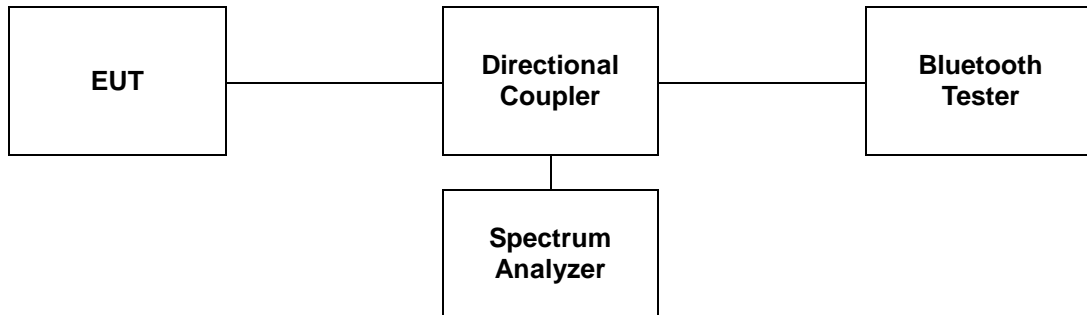 EUT
Directional
Coupler
Bluetooth
Tester
Spectrum
Analyzer